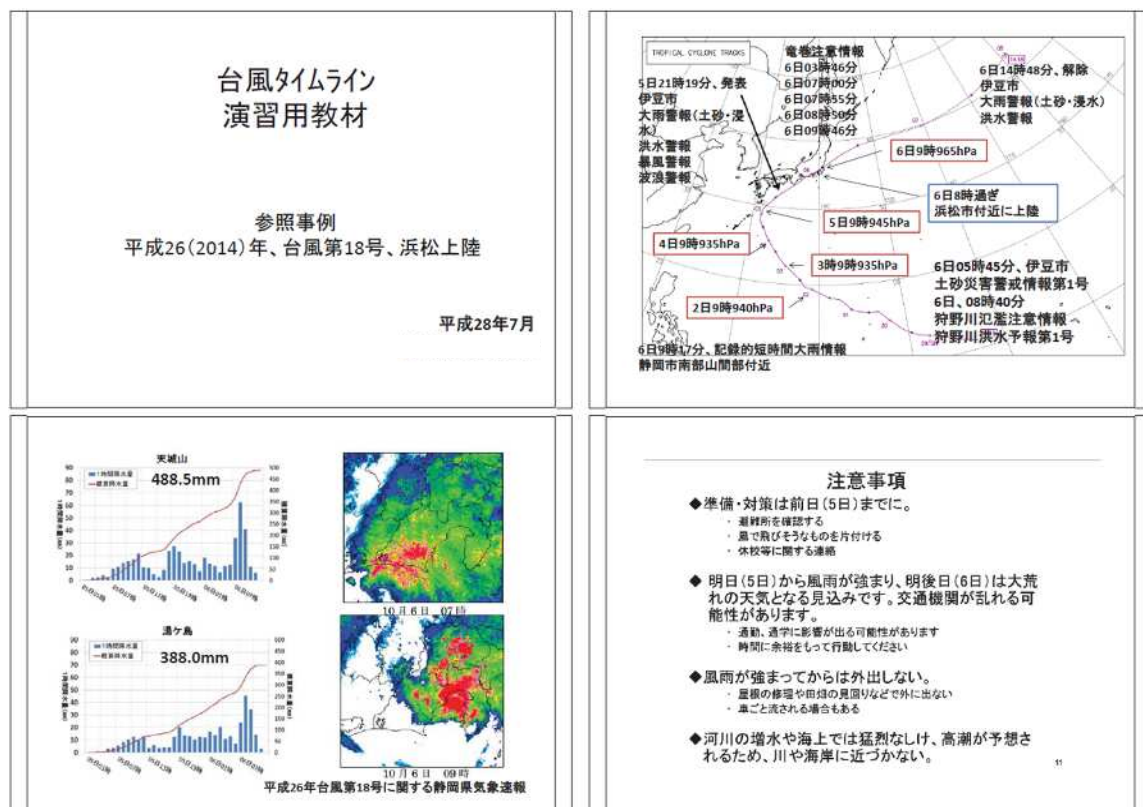 台風タイムライン
演習用教材
参照事例
平成26(2014)年、台風第18号、浜松上陸
平成28年7月
TROPICAL CYCLONE TRACKS
竜巻注意情報
6日03時46分
6日07時00分
6日07時55分
6日08時50分
6日09時46分
5日21時19分、発表
伊豆市
大雨警報(土砂・浸
水)
洪水警報
暴風警報
波浪警報
6日14時48分、解除
伊豆市
大雨警報(土砂・浸水)
洪水警報
6日9時965hPa
6日8時過ぎ
浜松市付近に上陸
5日9時945hPa
4日9時935hPa
3時9時935hPa
2日9時940hPa
6日05時45分、伊豆市
土砂災害警戒情報第1号
6日、08時40分
狩野川氾濫注意情報
狩野川洪水予報第1号
6日9時17分、記録的短時間大雨情報
静岡市南部山間部付近
天城山
1時間降水量
積算降水量
488.5mm
湯ケ島
1時間降水量
積算降水量
388.0mm
10月6日 07時
10月6日 09時
平成26年台風第18号に関する静岡県気象速報
注意事項
◆準備・対策は前日(5日)までに。
・ 避難所を確認する
・ 風で飛びそうなものを片付ける
・ 休校等に関する連絡
◆明日(5日)から風雨が強まり、明後日(6日)は大荒
れの天気となる見込みです。交通機関が乱れる可
能性があります。
・ 通勤、通学に影響が出る可能性があります
・ 時間に余裕をもって行動してください
◆風雨が強まってからは外出しない。
・ 屋根の修理や田畑の見回りなどで外に出ない
・ 車ごと流される場合もある
◆河川の増水や海上では猛烈なしけ、高潮が予想さ
れるため、川や海岸に近づかない。
11